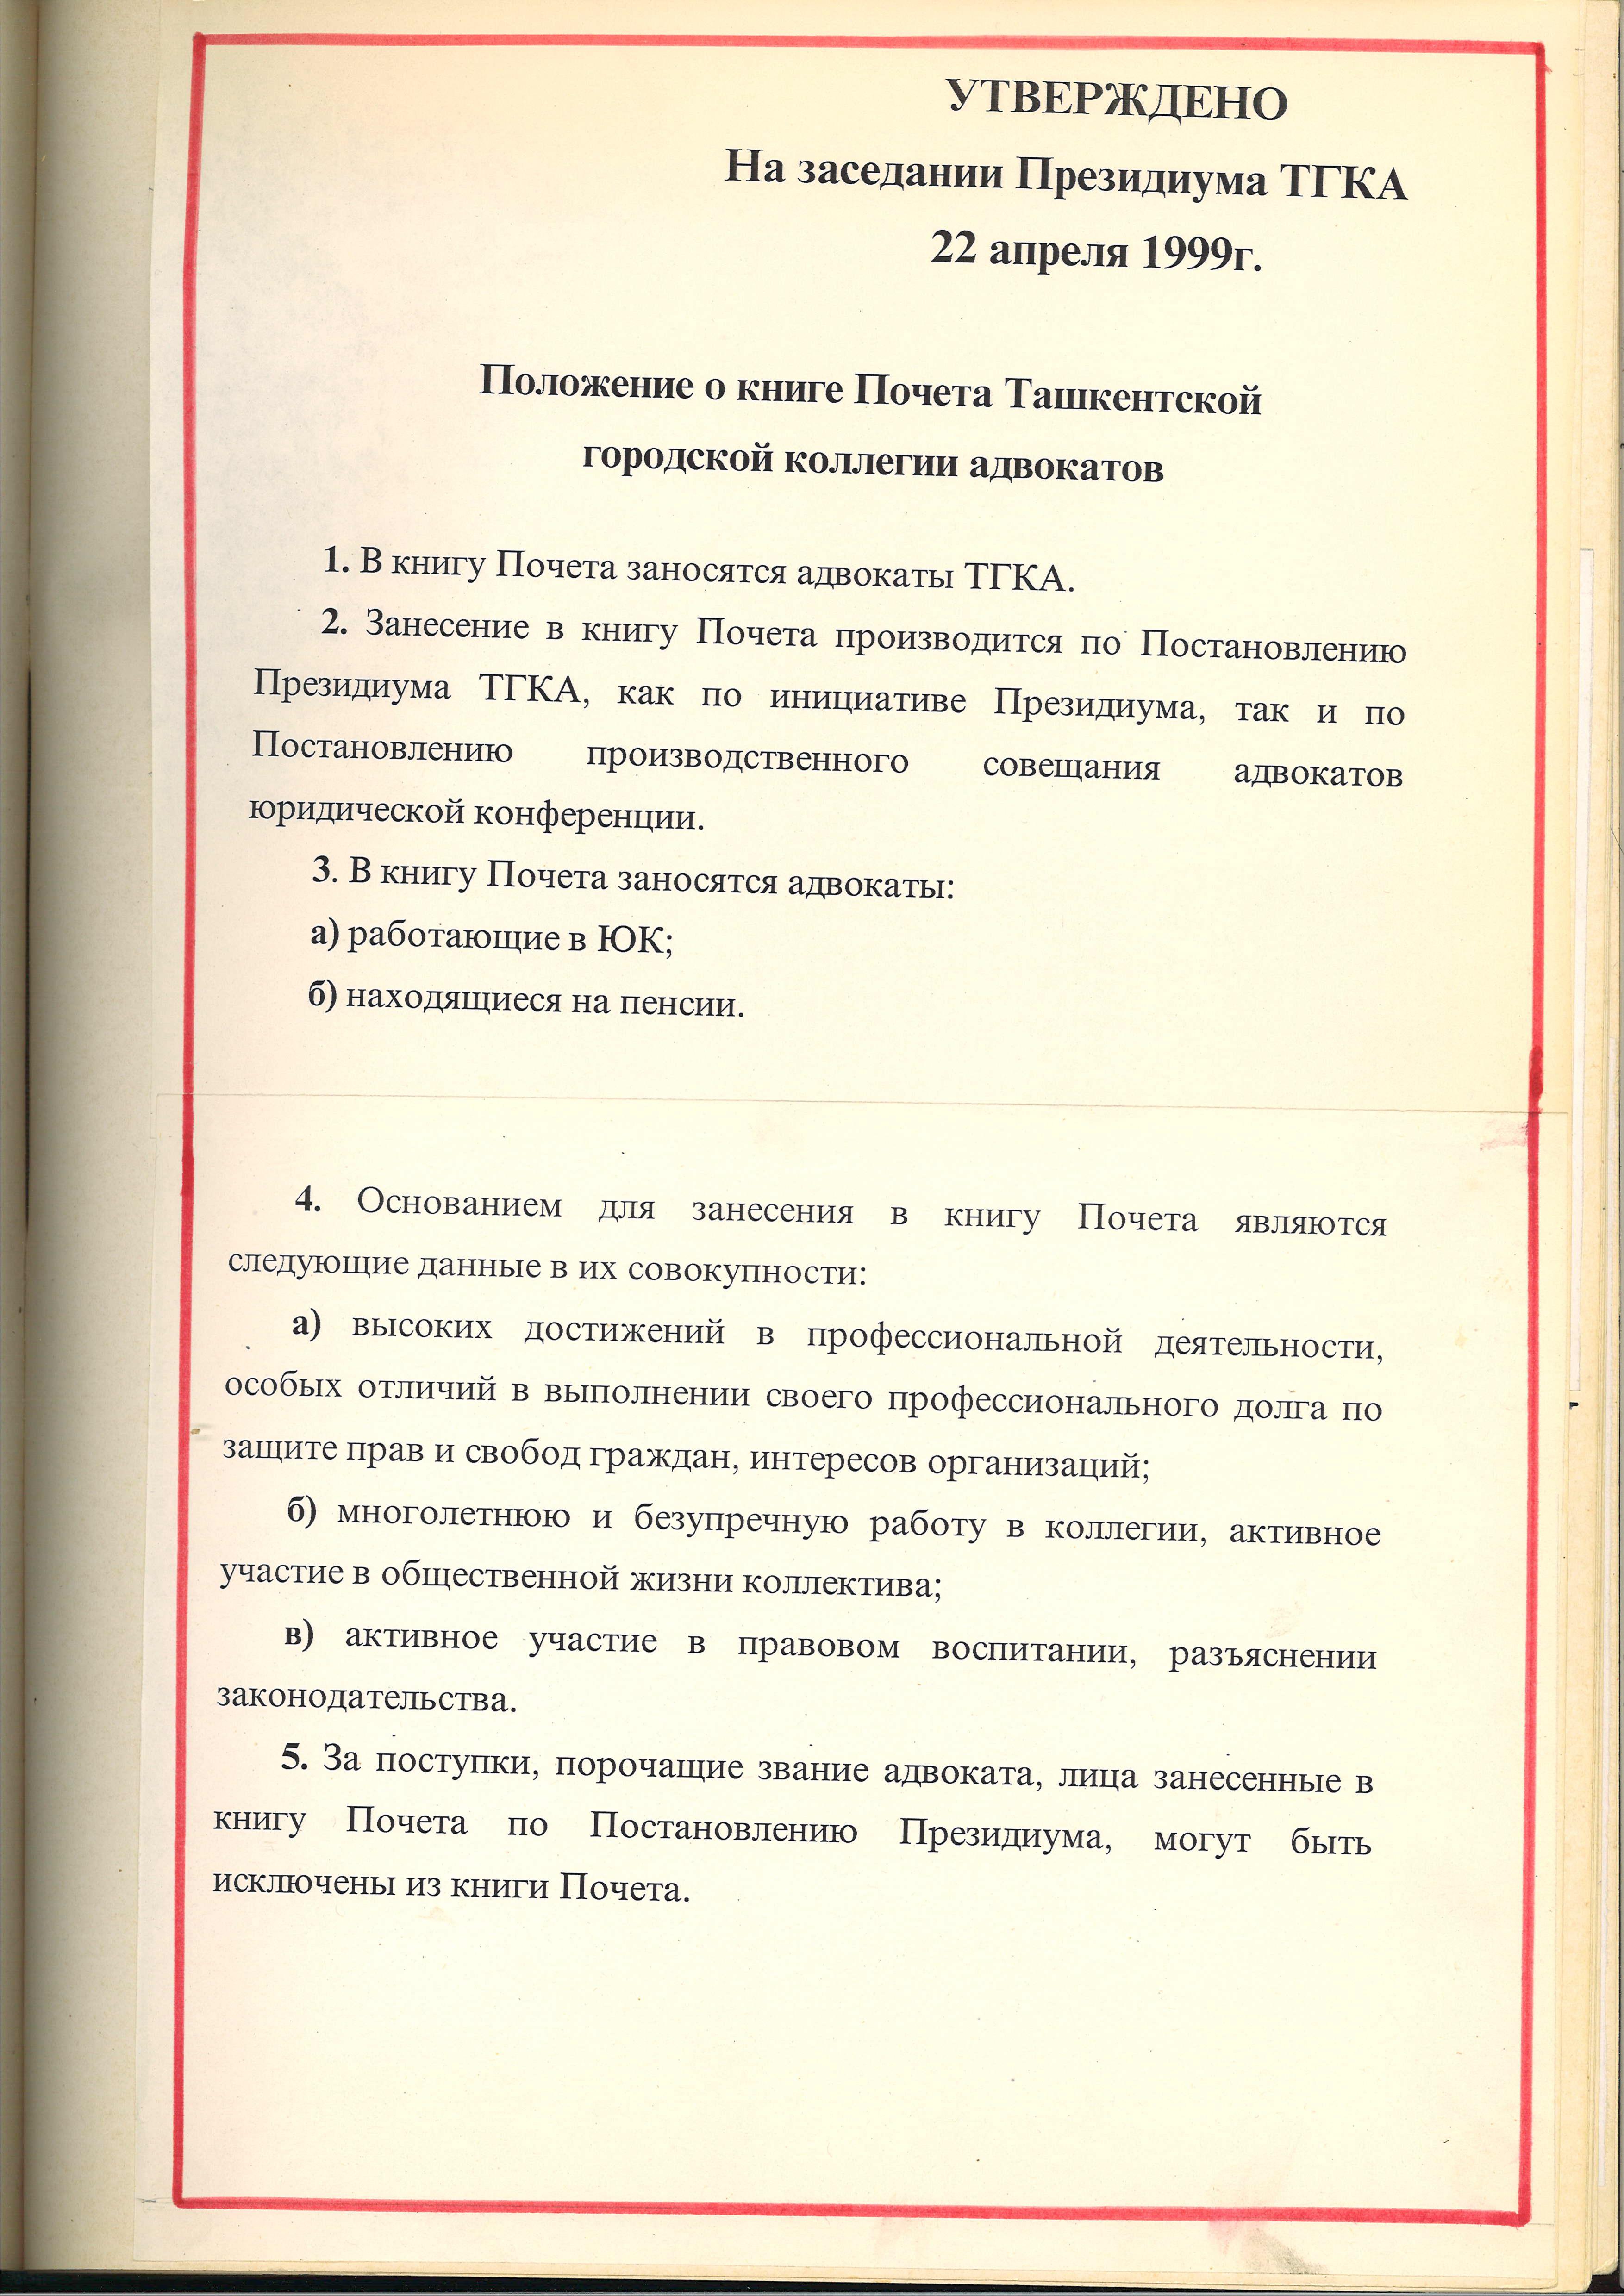 УТВЕРЖДЕНО
На заседании Президиума ТГКА
22 апреля 1999г.
Положение о книге Почета Ташкентской
городской коллегии адвокатов
1. В книгу Почета заносятся адвокаты ТГКА.
2. Занесение в книгу Почета производится по Постановлению
Президиума ТГКА, как по инициативе Президиума, так и по
Постановлению производственного совещания адвокатов
юридической конференции.
3. В книгу Почета заносятся адвокаты:
а) работающие в ЮК;
б) находящиеся на пенсии.
4. Основанием для занесения в книгу Почета являются
следующие данные в их совокупности:
а) высоких достижений в профессиональной деятельности,
особых отличий в выполнении своего профессионального долга по
защите прав и свобод граждан, интересов организаций;
б) многолетнюю и безупречную работу в коллегии, активное
участие в общественной жизни коллектива;
в) активное участие в правовом воспитании, разъяснении
законодательства.
5. За поступки, порочащие звание адвоката, лица занесенные в
книгу Почета по Постановлению Президиума, могут быть
исключены из книги Почета.